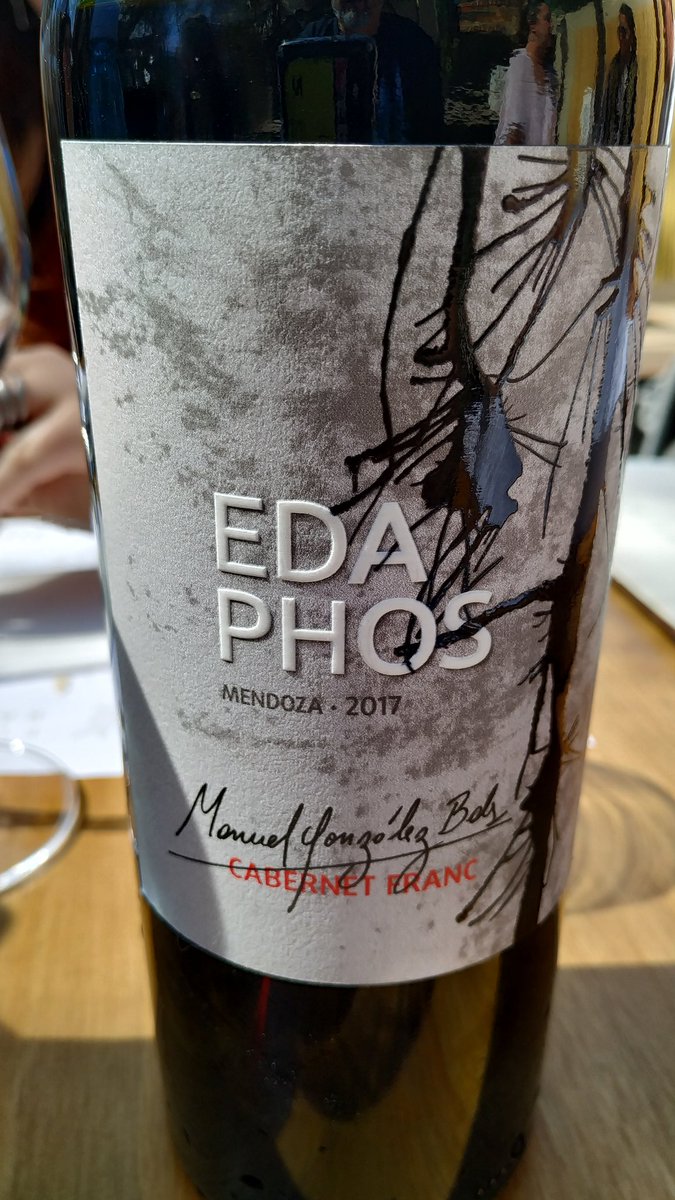 EDA
PHOS
MENDOZA · 2017
Manuel González Bals
CABERNET FRANC